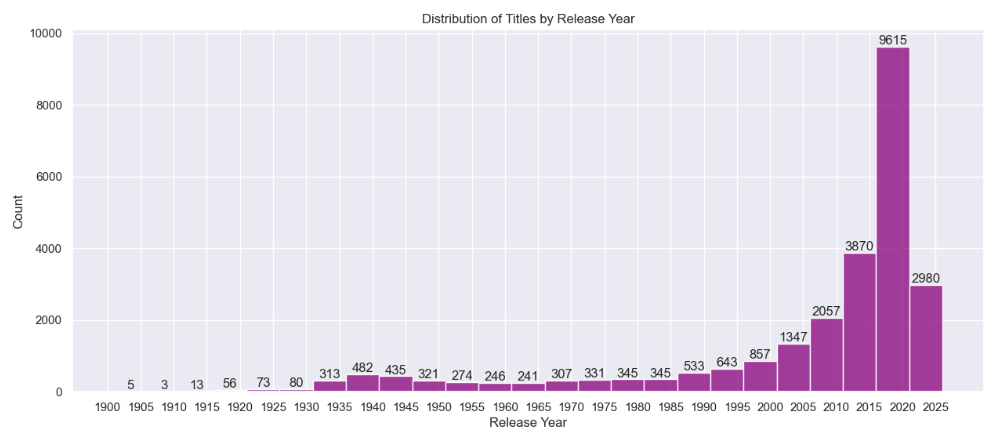 Distribution of Titles by Release Year
Count
10000
8000
6000
4000
2000
0
5 3 13 56 73 80 313 482 435 321 274 246 241 307 331 345 345 533 643 857 1347 2057 3870 9615 2980
1900 1905 1910 1915 1920 1925 1930 1935 1940 1945 1950 1955 1960 1965 1970 1975 1980 1985 1990 1995 2000 2005 2010 2015 2020 2025
Release Year